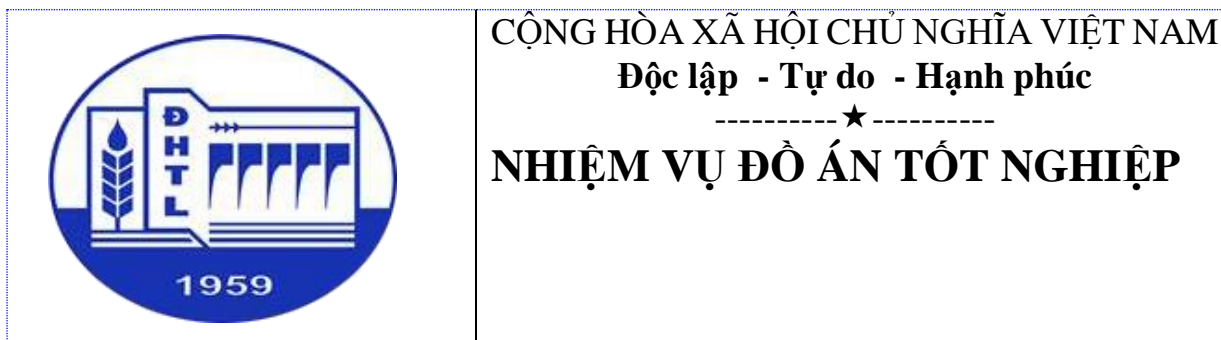 ĐHTL
1959
CỘNG HÒA XÃ HỘI CHỦ NGHĨA VIỆT NAM
Độc lập - Tự do - Hạnh phúc
----------★----------
NHIỆM VỤ ĐỒ ÁN TỐT NGHIỆP